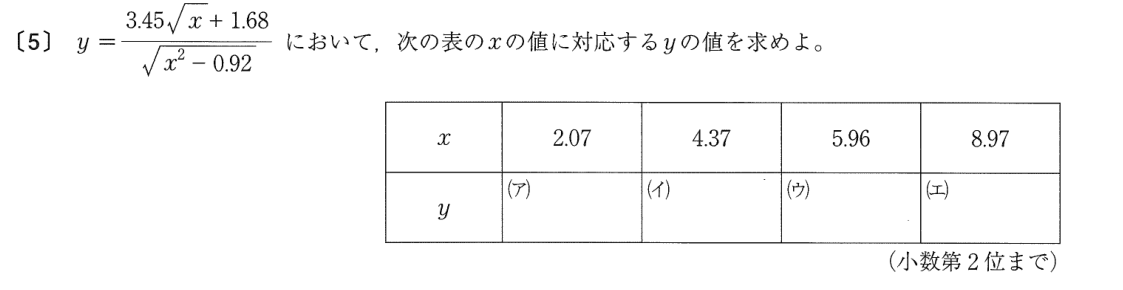 〔5〕 y = (3.45√x + 1.68) / √(x² − 0.92) において，次の表のxの値に対応するyの値を求めよ。
x 2.07 4.37 5.96 8.97
y (ア) (イ) (ウ) (エ)
（小数第２位まで）